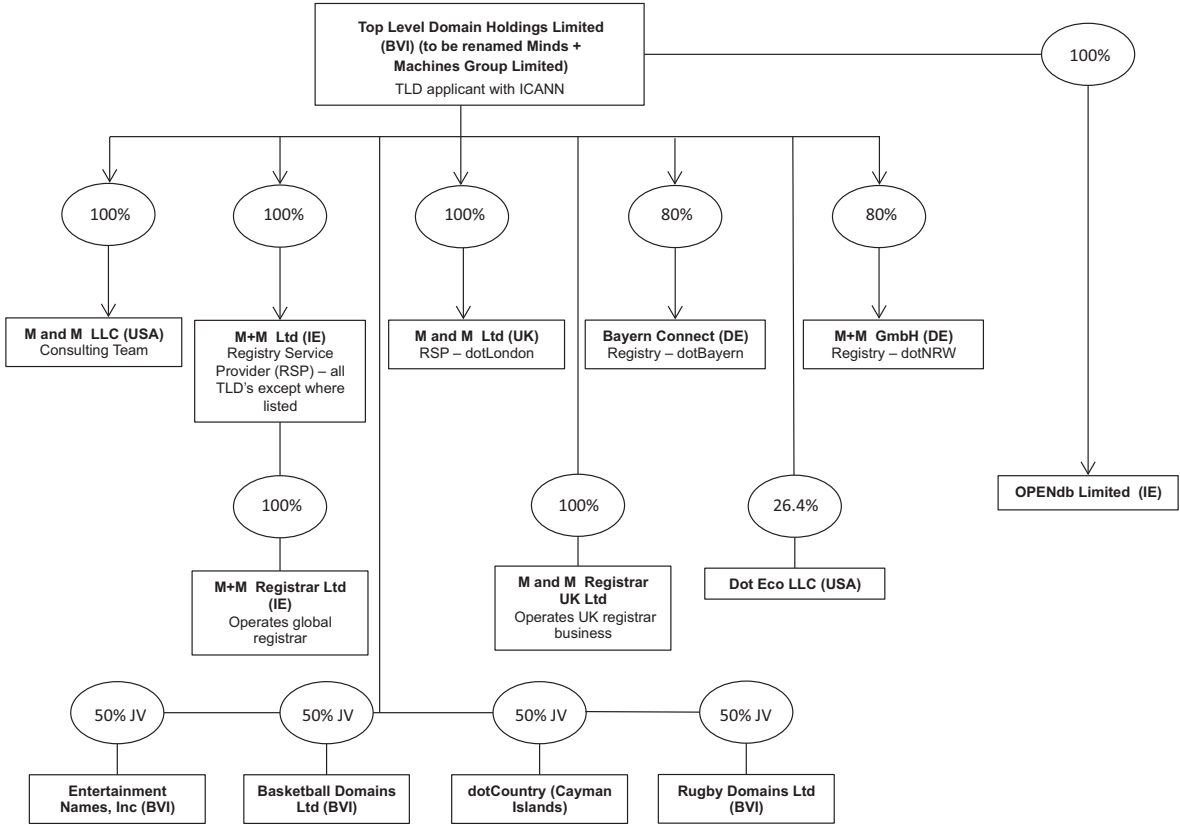 Top Level Domain Holdings Limited
(BVI) (to be renamed Minds +
Machines Group Limited)
TLD applicant with ICANN
100%
100%
100%
100%
80%
80%
M and M LLC (USA)
Consulting Team
M+M Ltd (IE)
Registry Service
Provider (RSP) – all
TLD's except where
listed
M and M Ltd (UK)
RSP – dotLondon
Bayern Connect (DE)
Registry – dotBayern
M+M GmbH (DE)
Registry – dotNRW
100%
100%
26.4%
OPENdb Limited (IE)
M+M Registrar Ltd
(IE)
Operates global
registrar
M and M Registrar
UK Ltd
Operates UK registrar
business
Dot Eco LLC (USA)
50% JV
50% JV
50% JV
50% JV
Entertainment
Names, Inc (BVI)
Basketball Domains
Ltd (BVI)
dotCountry (Cayman
Islands)
Rugby Domains Ltd
(BVI)